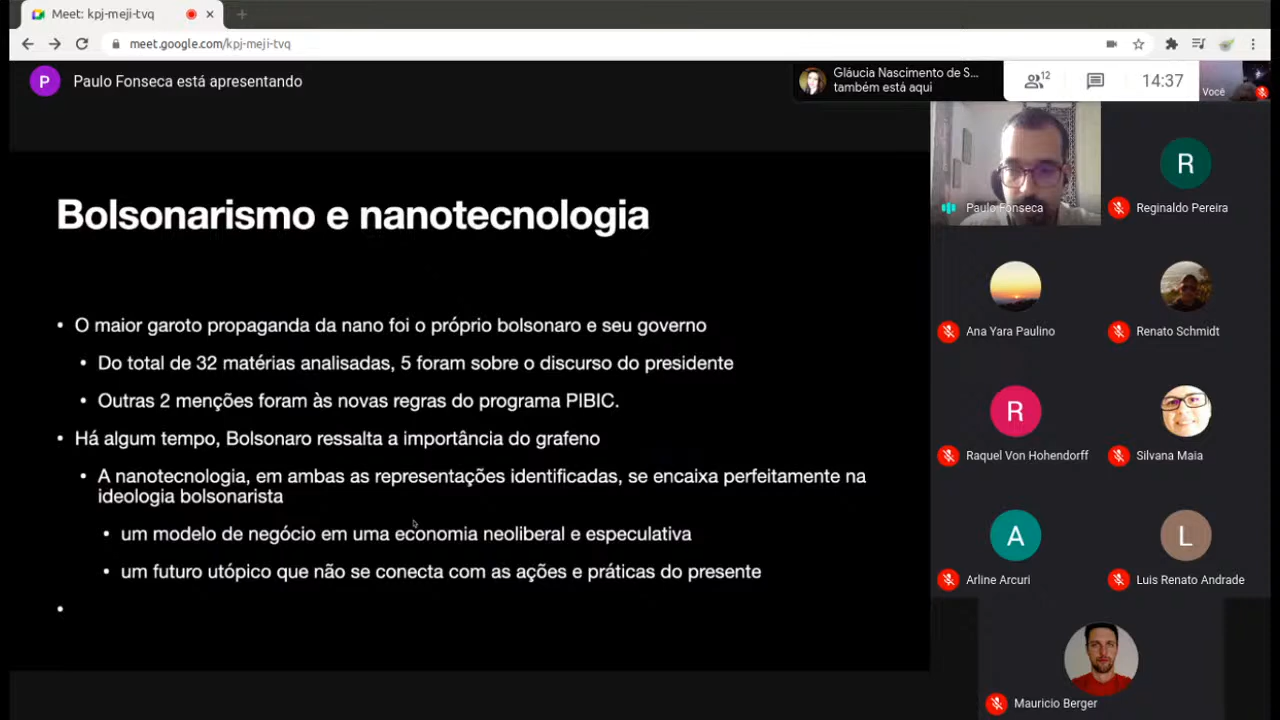 Meet: kpj-meji-tvq
meet.google.com/kpj-meji-tvq
P
Paulo Fonseca está apresentando
Gláucia Nascimento de S...
também está aqui
12
14:37
Você
Bolsonarismo e nanotecnologia
• O maior garoto propaganda da nano foi o próprio bolsonaro e seu governo
• Do total de 32 matérias analisadas, 5 foram sobre o discurso do presidente
• Outras 2 menções foram às novas regras do programa PIBIC.
• Há algum tempo, Bolsonaro ressalta a importância do grafeno
• A nanotecnologia, em ambas as representações identificadas, se encaixa perfeitamente na
ideologia bolsonarista
• um modelo de negócio em uma economia neoliberal e especulativa
• um futuro utópico que não se conecta com as ações e práticas do presente
•
Paulo Fonseca
R
Reginaldo Pereira
Ana Yara Paulino
Renato Schmidt
R
Raquel Von Hohendorff
Silvana Maia
A
Arline Arcuri
L
Luis Renato Andrade
Mauricio Berger